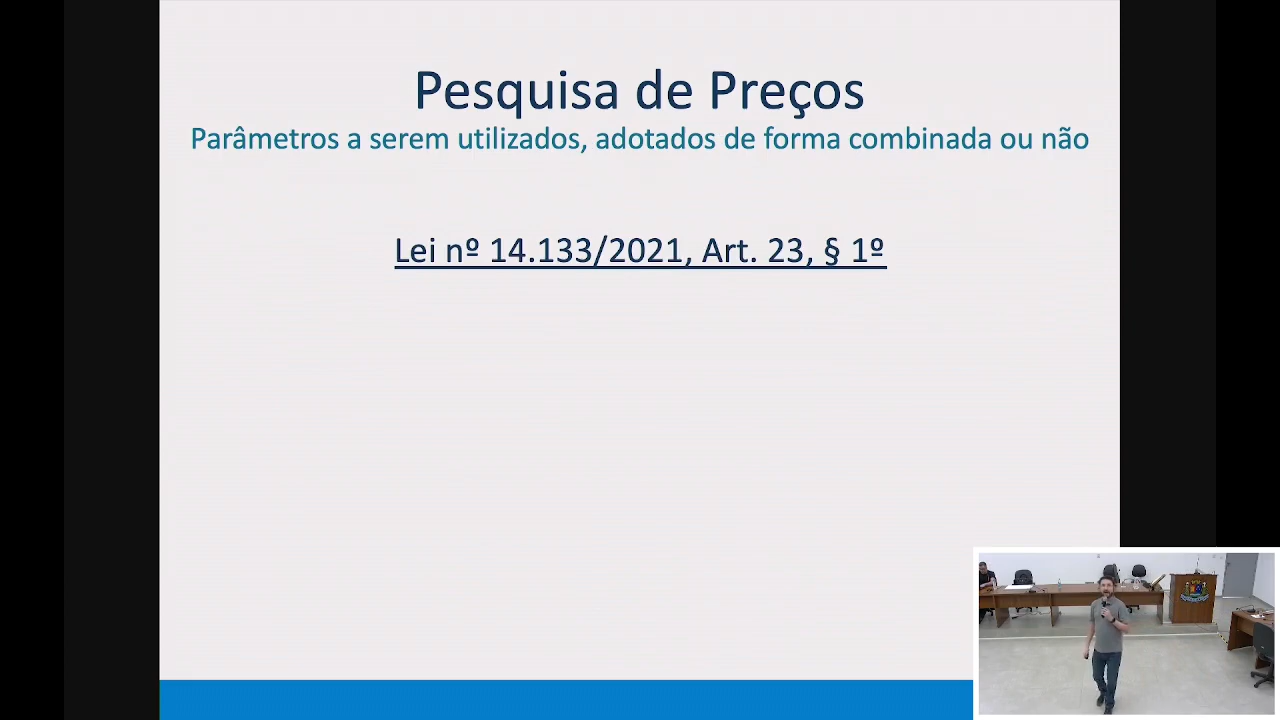 Pesquisa de Preços
Parâmetros a serem utilizados, adotados de forma combinada ou não
Lei nº 14.133/2021, Art. 23, § 1º